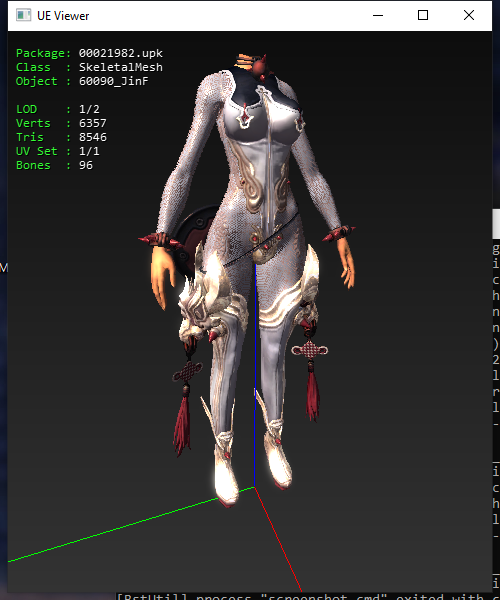 UE Viewer
Package: 00021982.upk
Class : SkeletalMesh
Object : 60090_JinF
LOD : 1/2
Verts : 6357
Tris : 8546
UV Set : 1/1
Bones : 96
M
g
i
c
h
n
n
)
2
l
r
l
-
i
c
h
l
-
i
[RstUtil] process "screenshot.cmd" exited with c